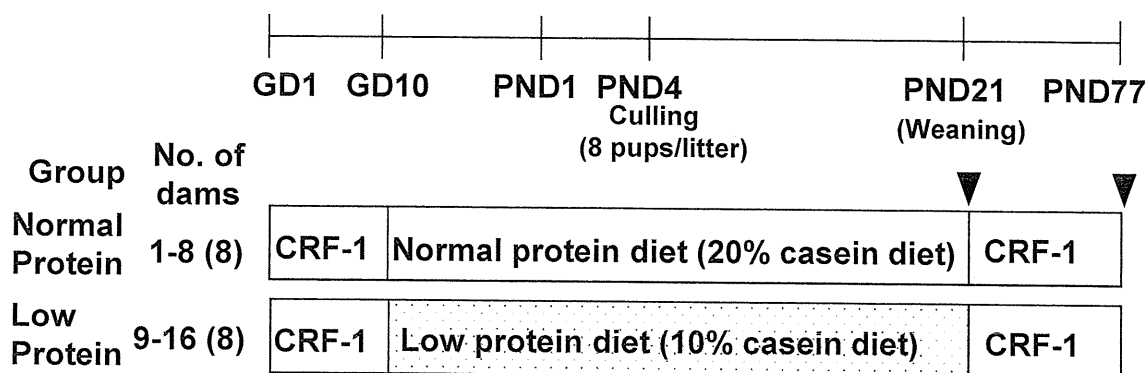 GD1 GD10 PND1 PND4 PND21 PND77
Culling (Weaning)
(8 pups/litter)
Group No. of
dams
Normal
Protein 1-8 (8) CRF-1 Normal protein diet (20% casein diet) CRF-1
Low
Protein 9-16 (8) CRF-1 Low protein diet (10% casein diet) CRF-1